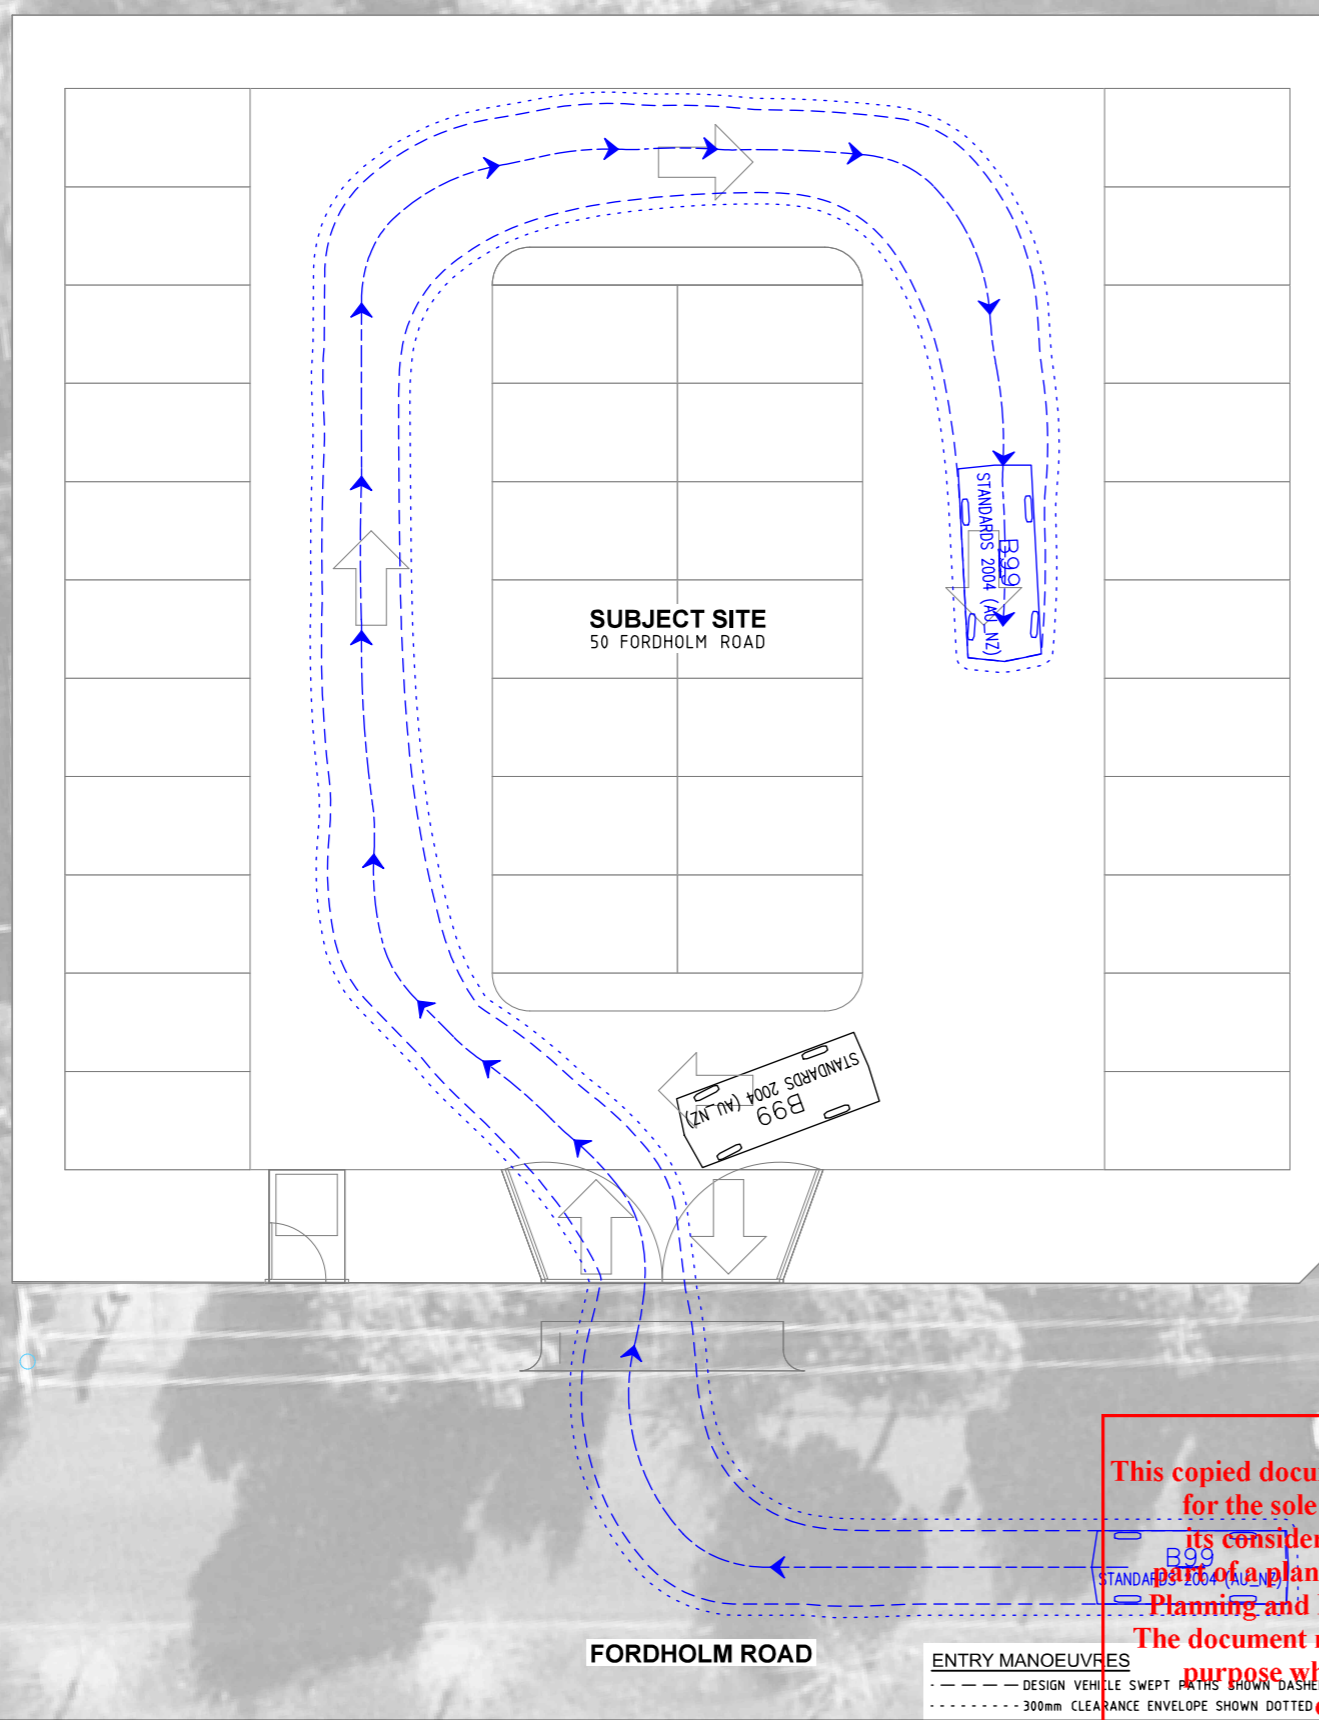 STANDARDS 2004 (AU_NZ)
B99
SUBJECT SITE
50 FORDHOLM ROAD
STANDARDS 2004 (AU_NZ)
B99
This copied docu
for the sole
its consider
B99
part of a plan
STANDARDS 2004 (AU_NZ)
Planning and
The document
purpose wh
FORDHOLM ROAD
ENTRY MANOEUVRES
DESIGN VEHICLE SWEPT PATHS SHOWN DASHE
300mm CLEARANCE ENVELOPE SHOWN DOTTED